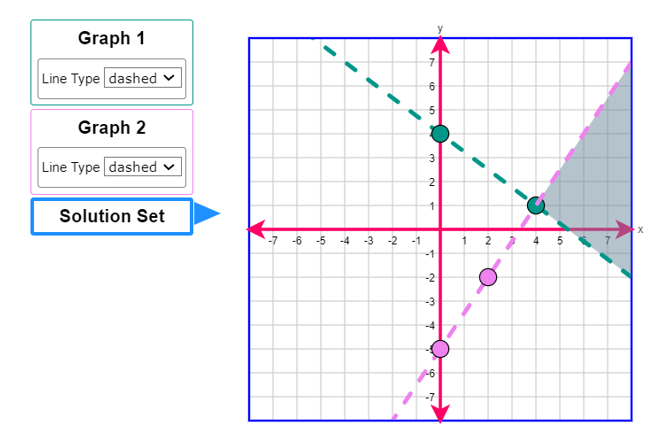 Graph 1
Line Type dashed
Graph 2
Line Type dashed
Solution Set
y
7
6
5
4
3
2
1
-7 -6 -5 -4 -3 -2 -1 1 2 3 4 5 6 7 x
-1
-2
-3
-4
-5
-6
-7